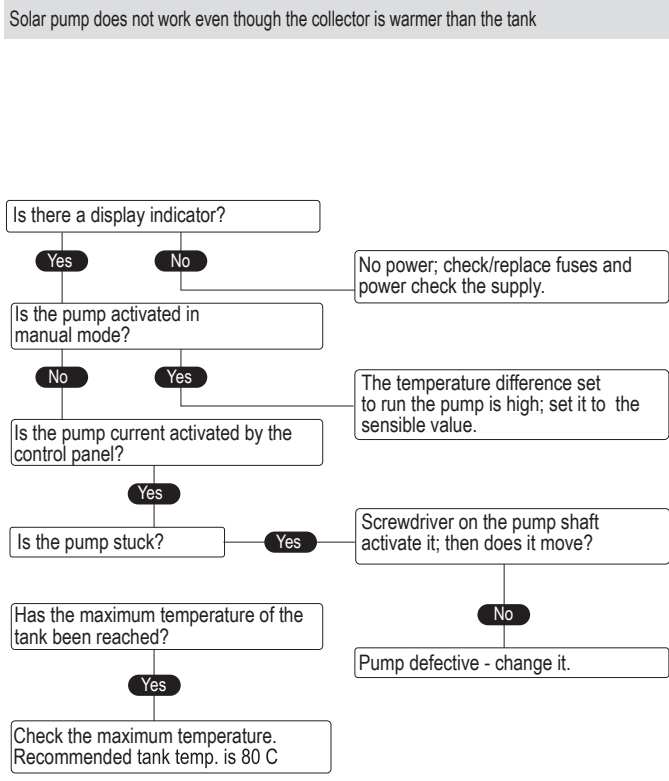 Solar pump does not work even though the collector is warmer than the tank
Is there a display indicator?
Yes
No
No power; check/replace fuses and
power check the supply.
Is the pump activated in
manual mode?
No
Yes
The temperature difference set
to run the pump is high; set it to the
sensible value.
Is the pump current activated by the
control panel?
Yes
Is the pump stuck?
Yes
Screwdriver on the pump shaft
activate it; then does it move?
No
Pump defective - change it.
Has the maximum temperature of the
tank been reached?
Yes
Check the maximum temperature.
Recommended tank temp. is 80 C